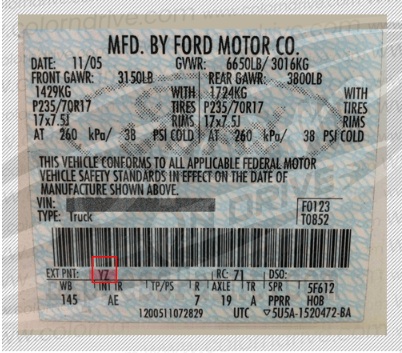 MFD. BY FORD MOTOR CO.
DATE: 11/05 GVWR: 6650LB/ 3016KG
FRONT GAWR: 3150LB REAR GAWR: 3800LB
1429KG WITH 1724KG WITH
P235/70R17 TIRES P235/70R17 TIRES
17x7.5J RIMS 17x7.5J RIMS
AT 260 kPa/ 38 PSI COLD AT 260 kPa/ 38 PSI COLD
THIS VEHICLE CONFORMS TO ALL APPLICABLE FEDERAL MOTOR
VEHICLE SAFETY STANDARDS IN EFFECT ON THE DATE OF
MANUFACTURE SHOWN ABOVE.
VIN: F0123
TYPE: Truck T0852
EXT PNT: YZ RC: 71 DSO:
WB INT TR TP/PS R AXLE TR SPR 5F612
145 AE 7 19 A PPRR HOB
1200511072829 UTC ▽5U5A-1520472-BA